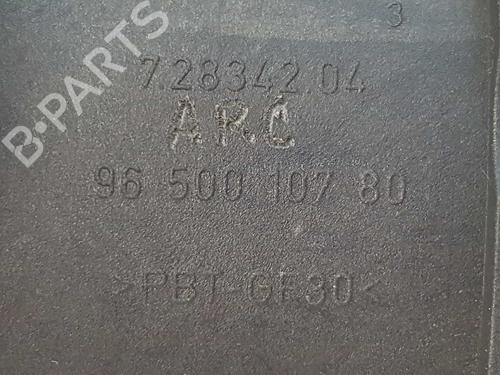 3
B-PARTS
7.28342.04
ARC
96 500 107 80
>PBT-GF30<